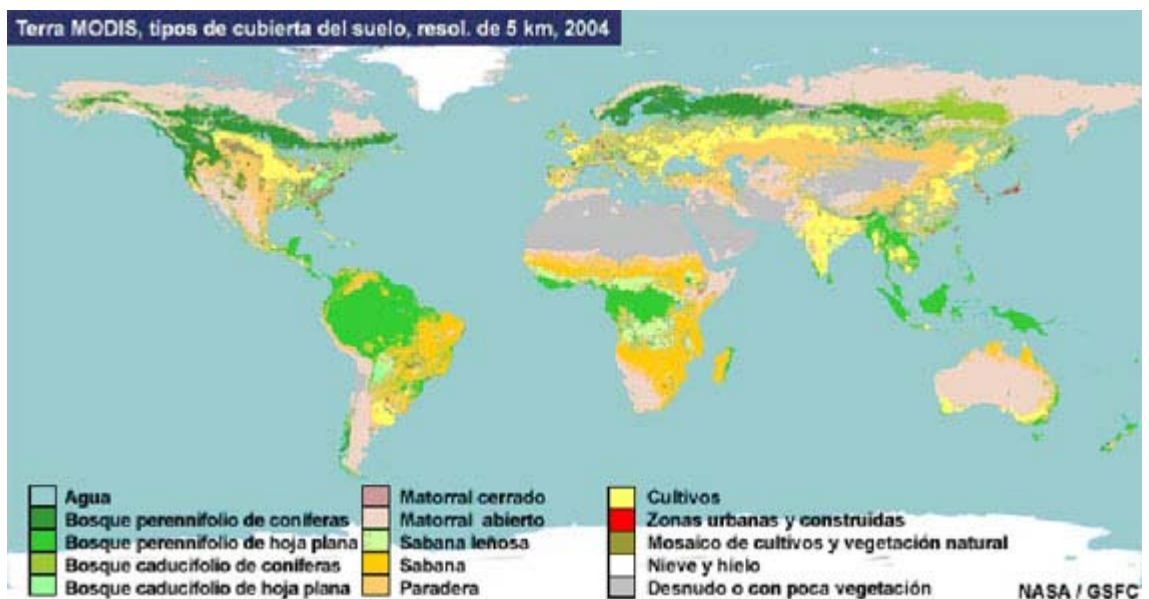 Terra MODIS, tipos de cubierta del suelo, resol. de 5 km, 2004
Agua
Bosque perennifolio de coníferas
Bosque perennifolio de hoja plana
Bosque caducifolio de coníferas
Bosque caducifolio de hoja plana
Matorral cerrado
Matorral abierto
Sabana leñosa
Sabana
Paradera
Cultivos
Zonas urbanas y construidas
Mosaico de cultivos y vegetación natural
Nieve y hielo
Desnudo o con poca vegetación
NASA / GSFC